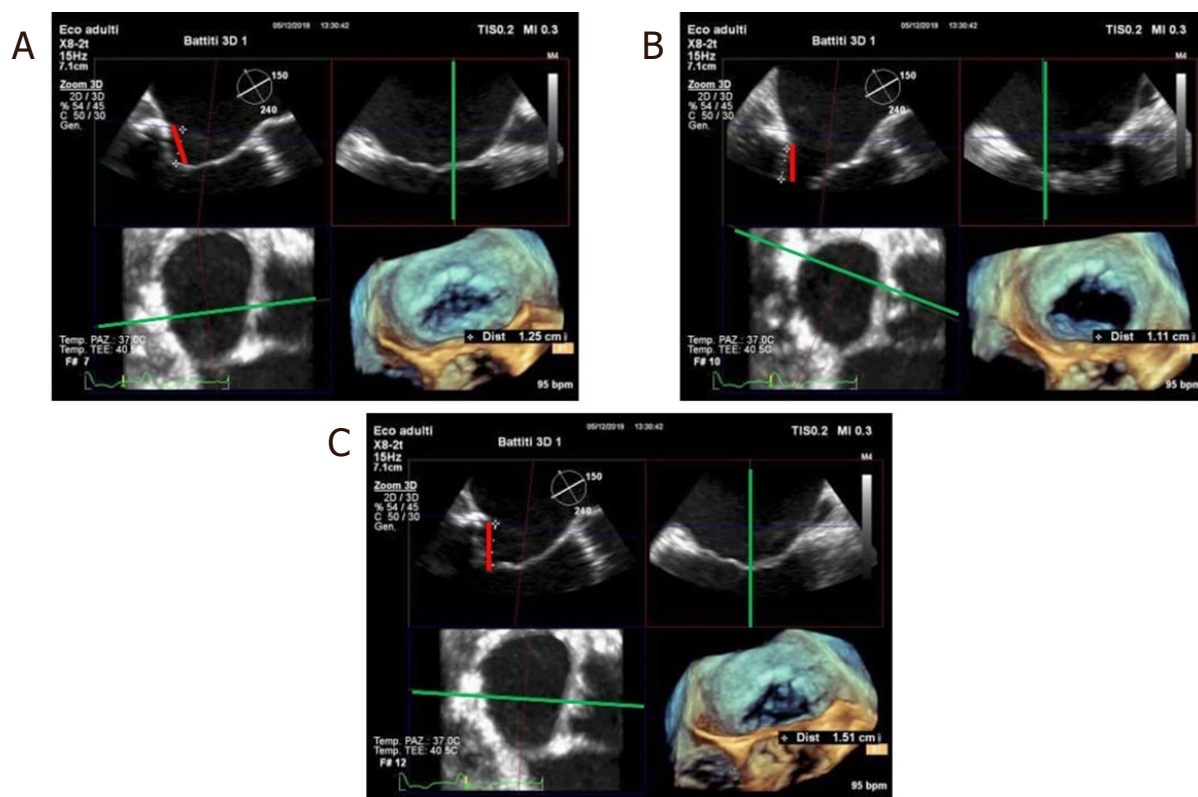 A
Eco adulti
X8-2t
15Hz
7.1cm
05/12/2019 13:30:42
TIS0.2 MI 0.3
Battiti 3D 1
M4
Zoom 3D
2D / 3D
% 54 / 45
C 50 / 30
Gen.
150
240
Temp. PAZ.: 37.0C
Temp. TEE: 40.5C
F# 7
Dist 1.25 cm
95 bpm
B
Eco adulti
X8-2t
15Hz
7.1cm
05/12/2019 13:30:42
TIS0.2 MI 0.3
Battiti 3D 1
M4
Zoom 3D
2D / 3D
% 54 / 45
C 50 / 30
Gen.
150
240
Temp. PAZ.: 37.0C
Temp. TEE: 40.5C
F# 10
Dist 1.11 cm
95 bpm
C
Eco adulti
X8-2t
15Hz
7.1cm
05/12/2019 13:30:42
TIS0.2 MI 0.3
Battiti 3D 1
M4
Zoom 3D
2D / 3D
% 54 / 45
C 50 / 30
Gen.
150
240
Temp. PAZ.: 37.0C
Temp. TEE: 40.5C
F# 12
Dist 1.51 cm
95 bpm